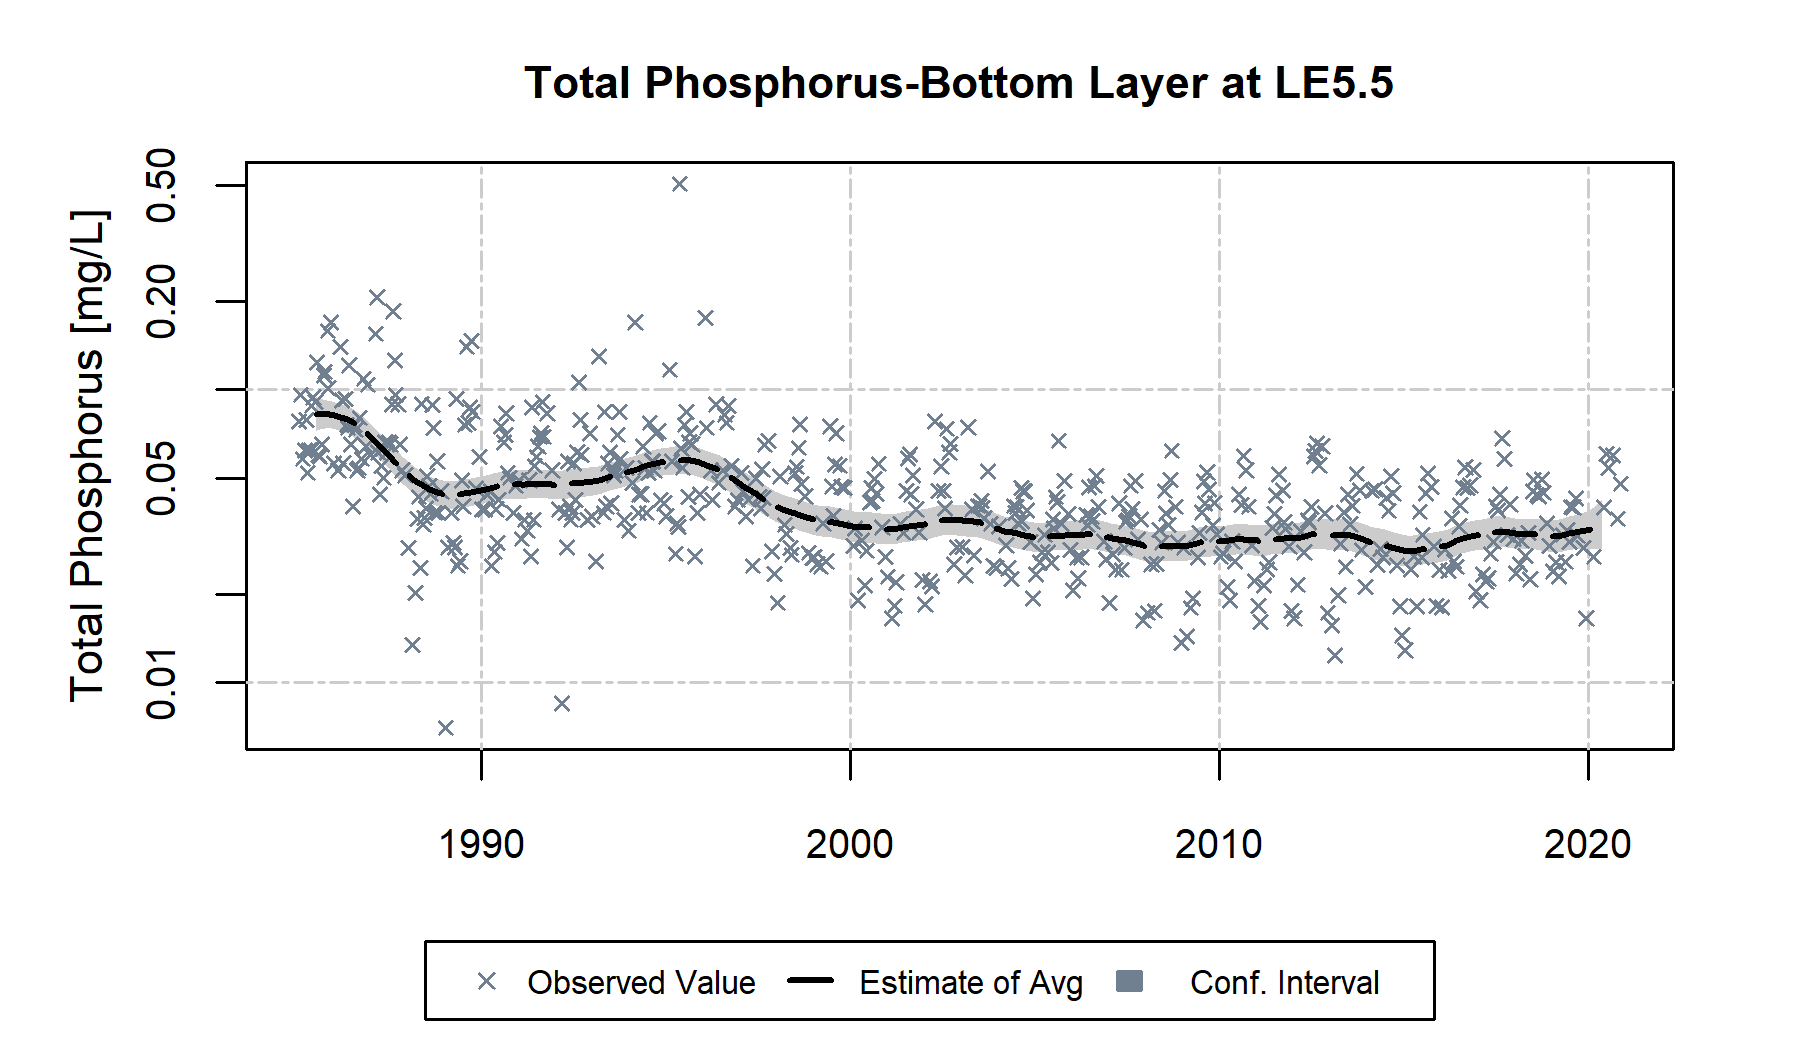 Total Phosphorus-Bottom Layer at LE5.5
Total Phosphorus [mg/L]
0.50
0.20
0.05
0.01
1990 2000 2010 2020
Observed Value Estimate of Avg Conf. Interval